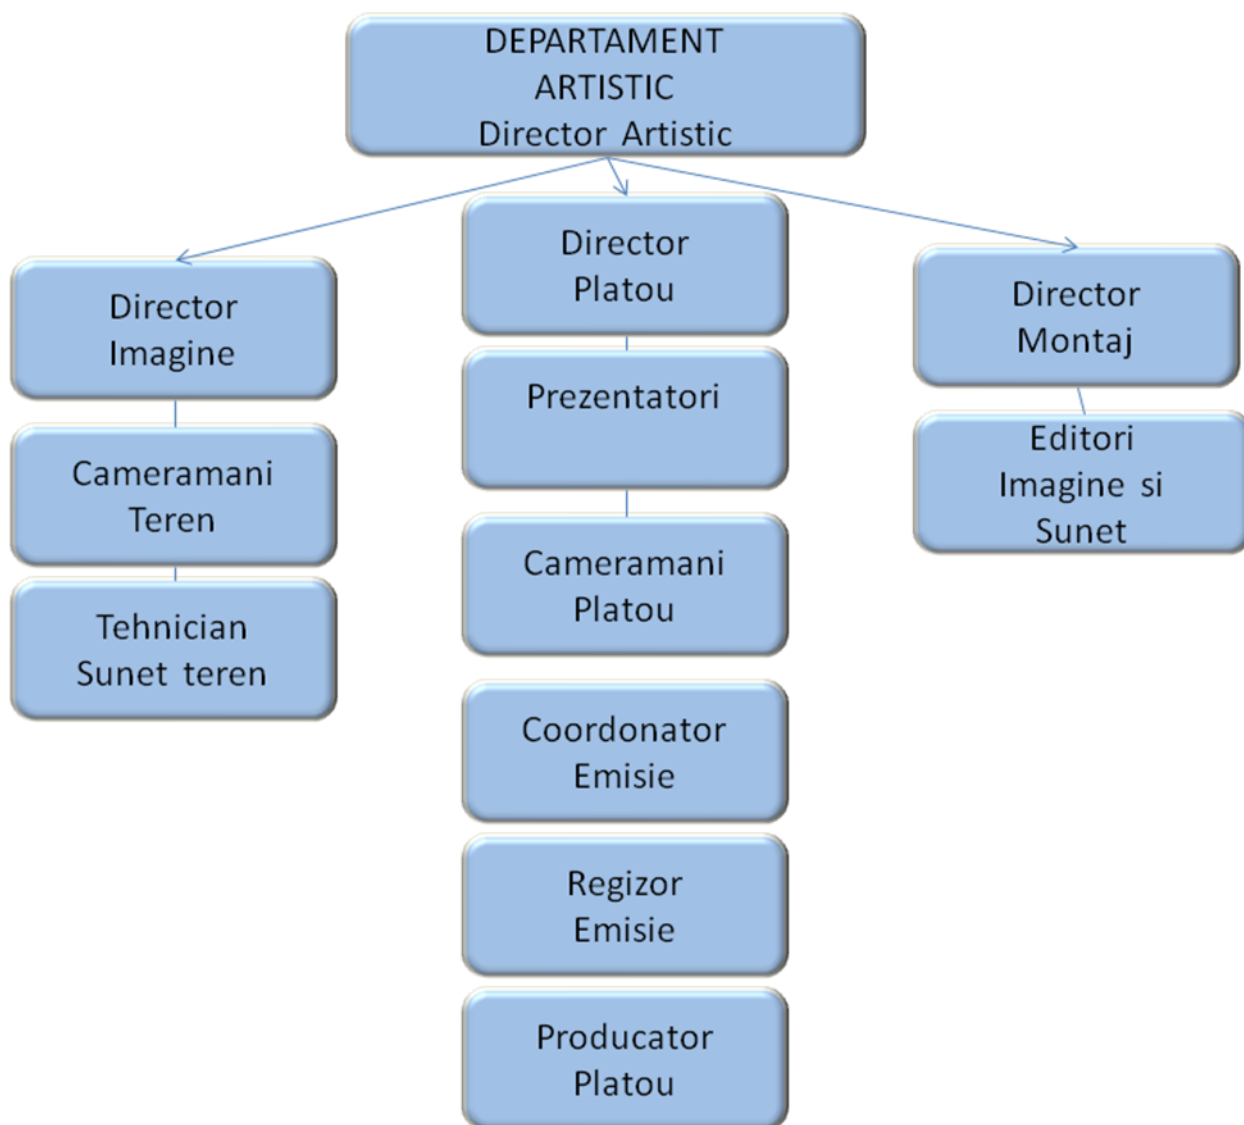 DEPARTAMENT
ARTISTIC
Director Artistic
Director
Imagine
Cameramani
Teren
Tehnician
Sunet teren
Director
Platou
Prezentatori
Cameramani
Platou
Coordonator
Emisie
Regizor
Emisie
Producator
Platou
Director
Montaj
Editori
Imagine si
Sunet